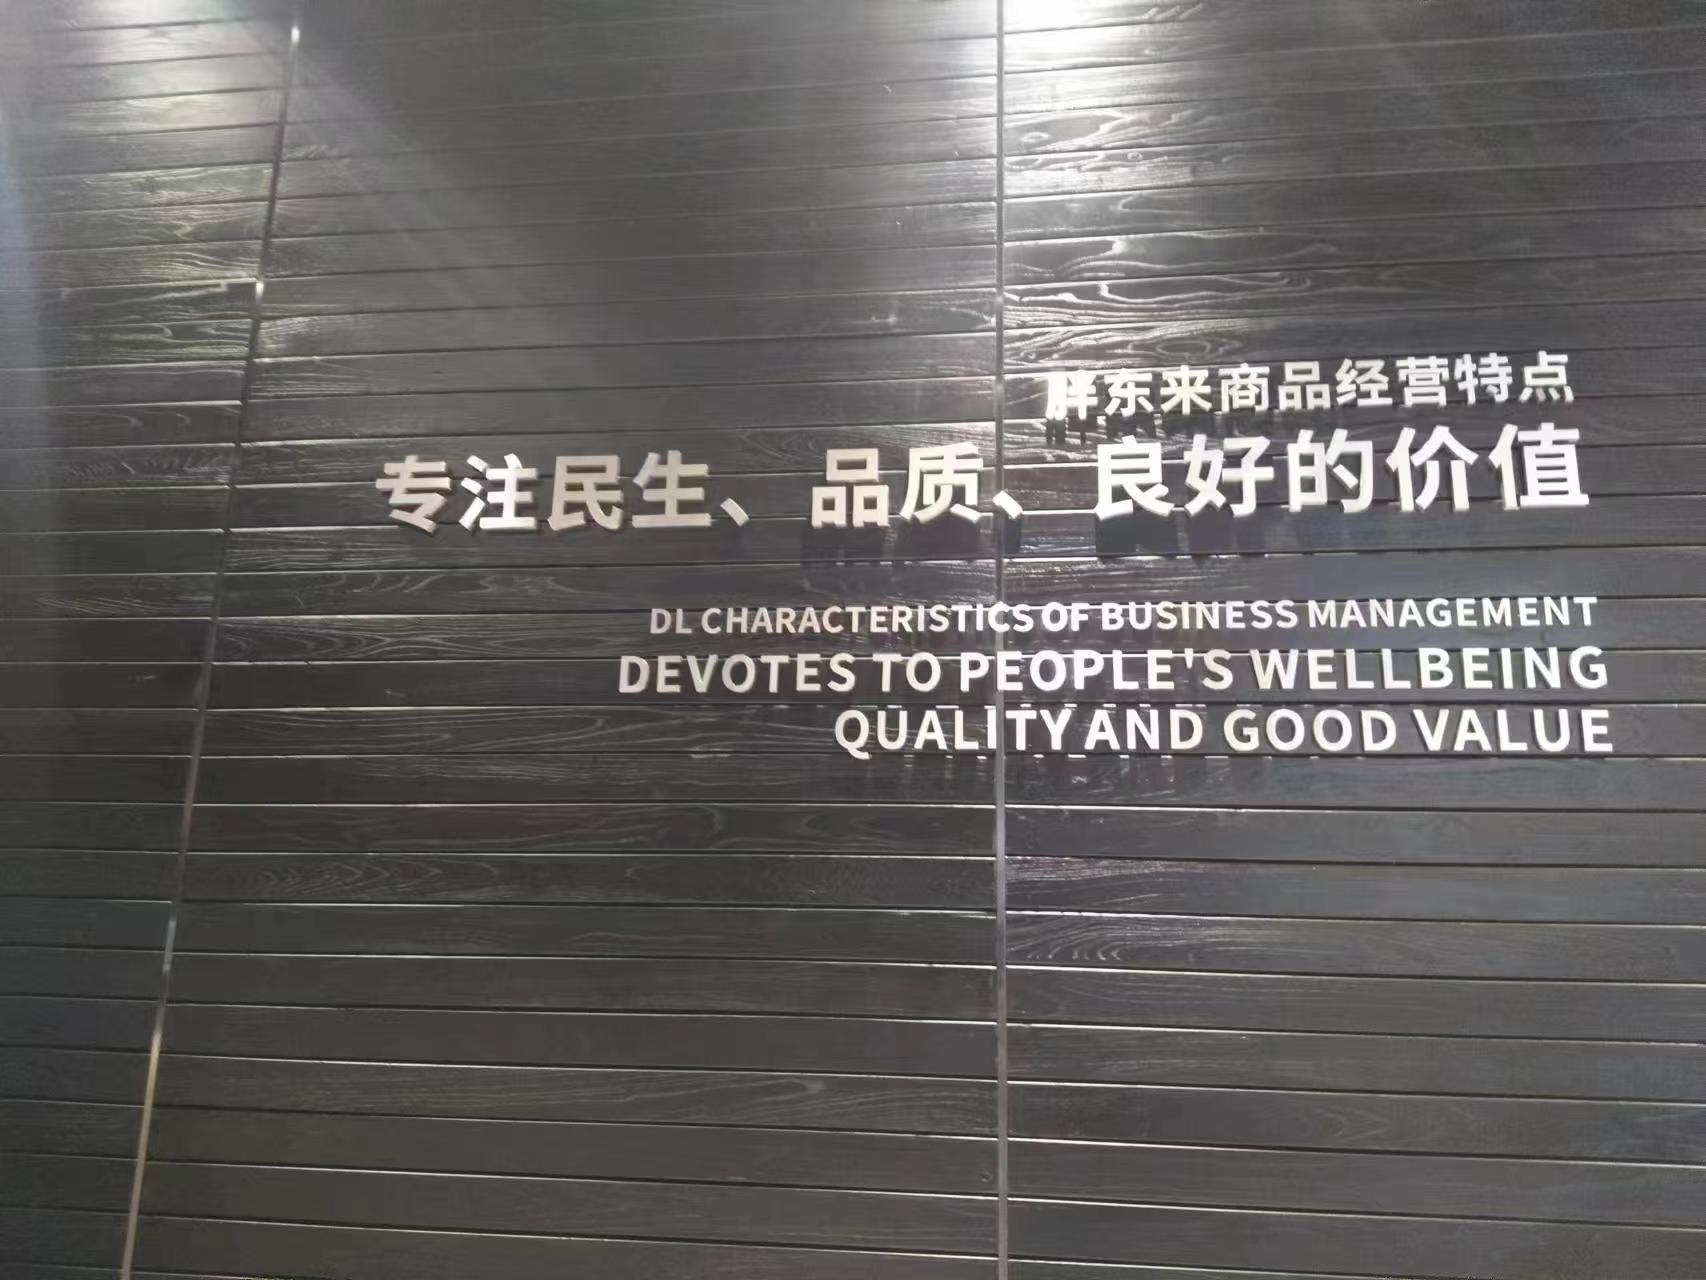 胖东来商品经营特点
专注民生、品质、良好的价值
DL CHARACTERISTICS OF BUSINESS MANAGEMENT
DEVOTES TO PEOPLE'S WELLBEING
QUALITY AND GOOD VALUE